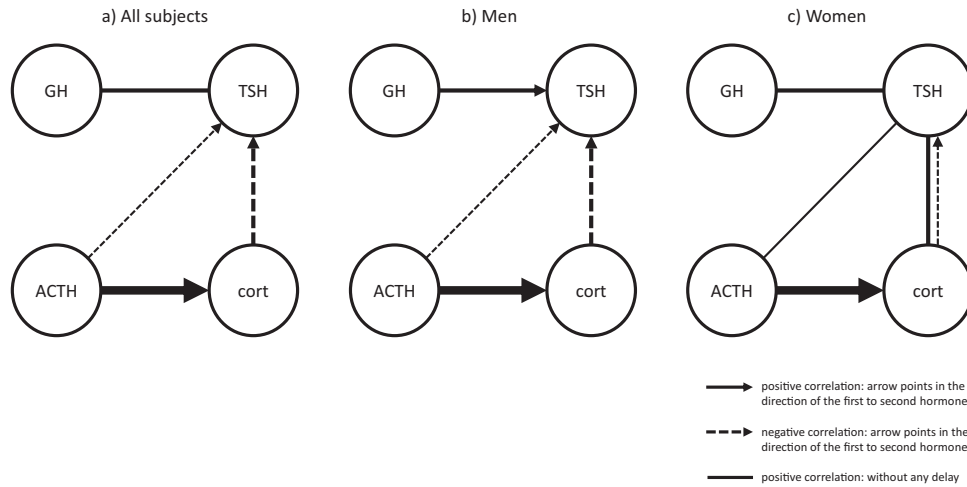 a) All subjects
b) Men
c) Women
GH
TSH
GH
TSH
GH
TSH
ACTH
cort
ACTH
cort
ACTH
cort
positive correlation: arrow points in the
direction of the first to second hormone
negative correlation: arrow points in the
direction of the first to second hormone
positive correlation: without any delay